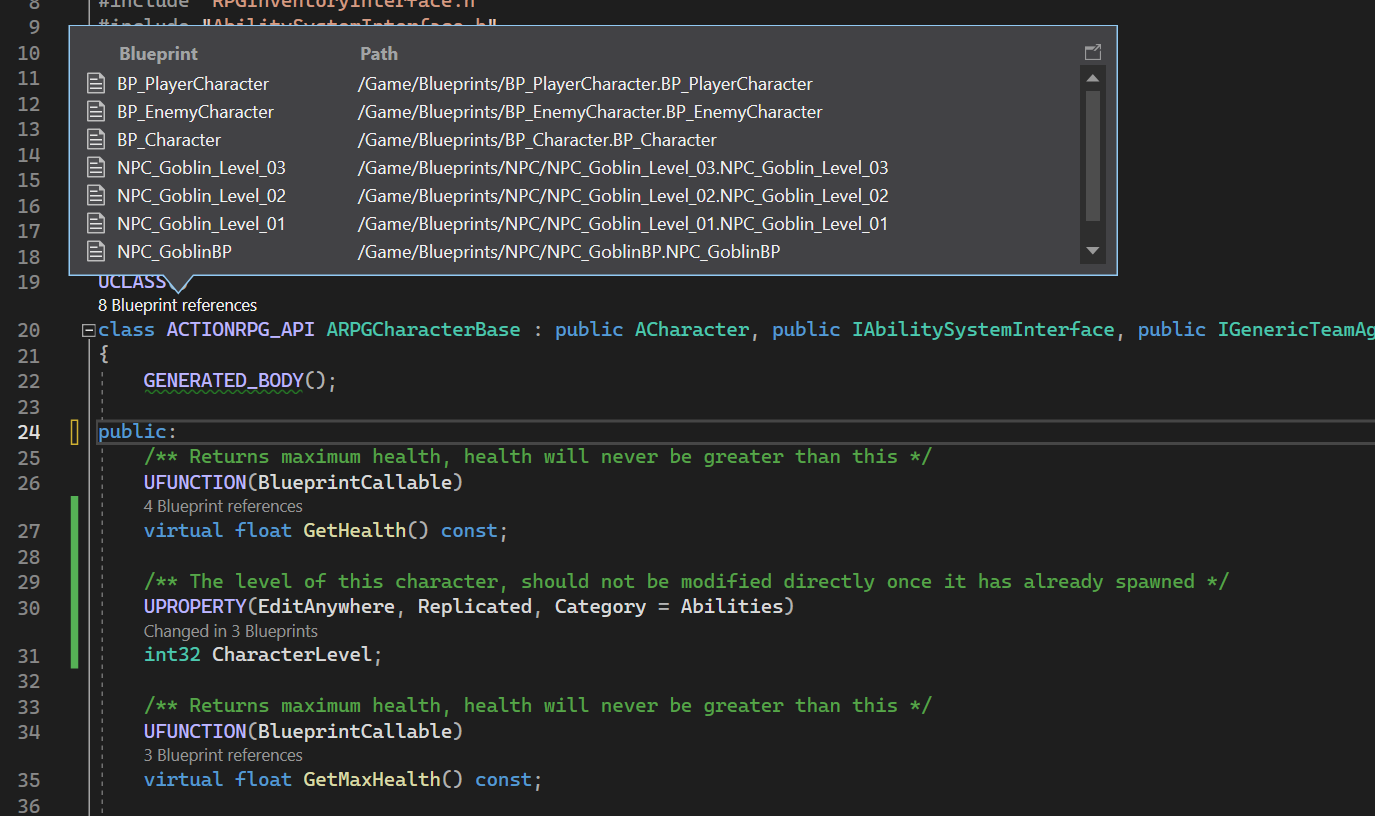 8 #include "RPGInventoryInterface.h"
9 #include "AbilitySystemInterface.h"
Blueprint Path
10 BP_PlayerCharacter /Game/Blueprints/BP_PlayerCharacter.BP_PlayerCharacter
11 BP_EnemyCharacter /Game/Blueprints/BP_EnemyCharacter.BP_EnemyCharacter
12 BP_Character /Game/Blueprints/BP_Character.BP_Character
13 NPC_Goblin_Level_03 /Game/Blueprints/NPC/NPC_Goblin_Level_03.NPC_Goblin_Level_03
14 NPC_Goblin_Level_02 /Game/Blueprints/NPC/NPC_Goblin_Level_02.NPC_Goblin_Level_02
15 NPC_Goblin_Level_01 /Game/Blueprints/NPC/NPC_Goblin_Level_01.NPC_Goblin_Level_01
16 NPC_GoblinBP /Game/Blueprints/NPC/NPC_GoblinBP.NPC_GoblinBP
17
18
19 UCLASS
8 Blueprint references
20 class ACTIONRPG_API ARPGCharacterBase : public ACharacter, public IAbilitySystemInterface, public IGenericTeamAg
21 {
22 GENERATED_BODY();
23
24 public:
25 /** Returns maximum health, health will never be greater than this */
26 UFUNCTION(BlueprintCallable)
4 Blueprint references
27 virtual float GetHealth() const;
28
29 /** The level of this character, should not be modified directly once it has already spawned */
30 UPROPERTY(EditAnywhere, Replicated, Category = Abilities)
Changed in 3 Blueprints
31 int32 CharacterLevel;
32
33 /** Returns maximum health, health will never be greater than this */
34 UFUNCTION(BlueprintCallable)
3 Blueprint references
35 virtual float GetMaxHealth() const;
36